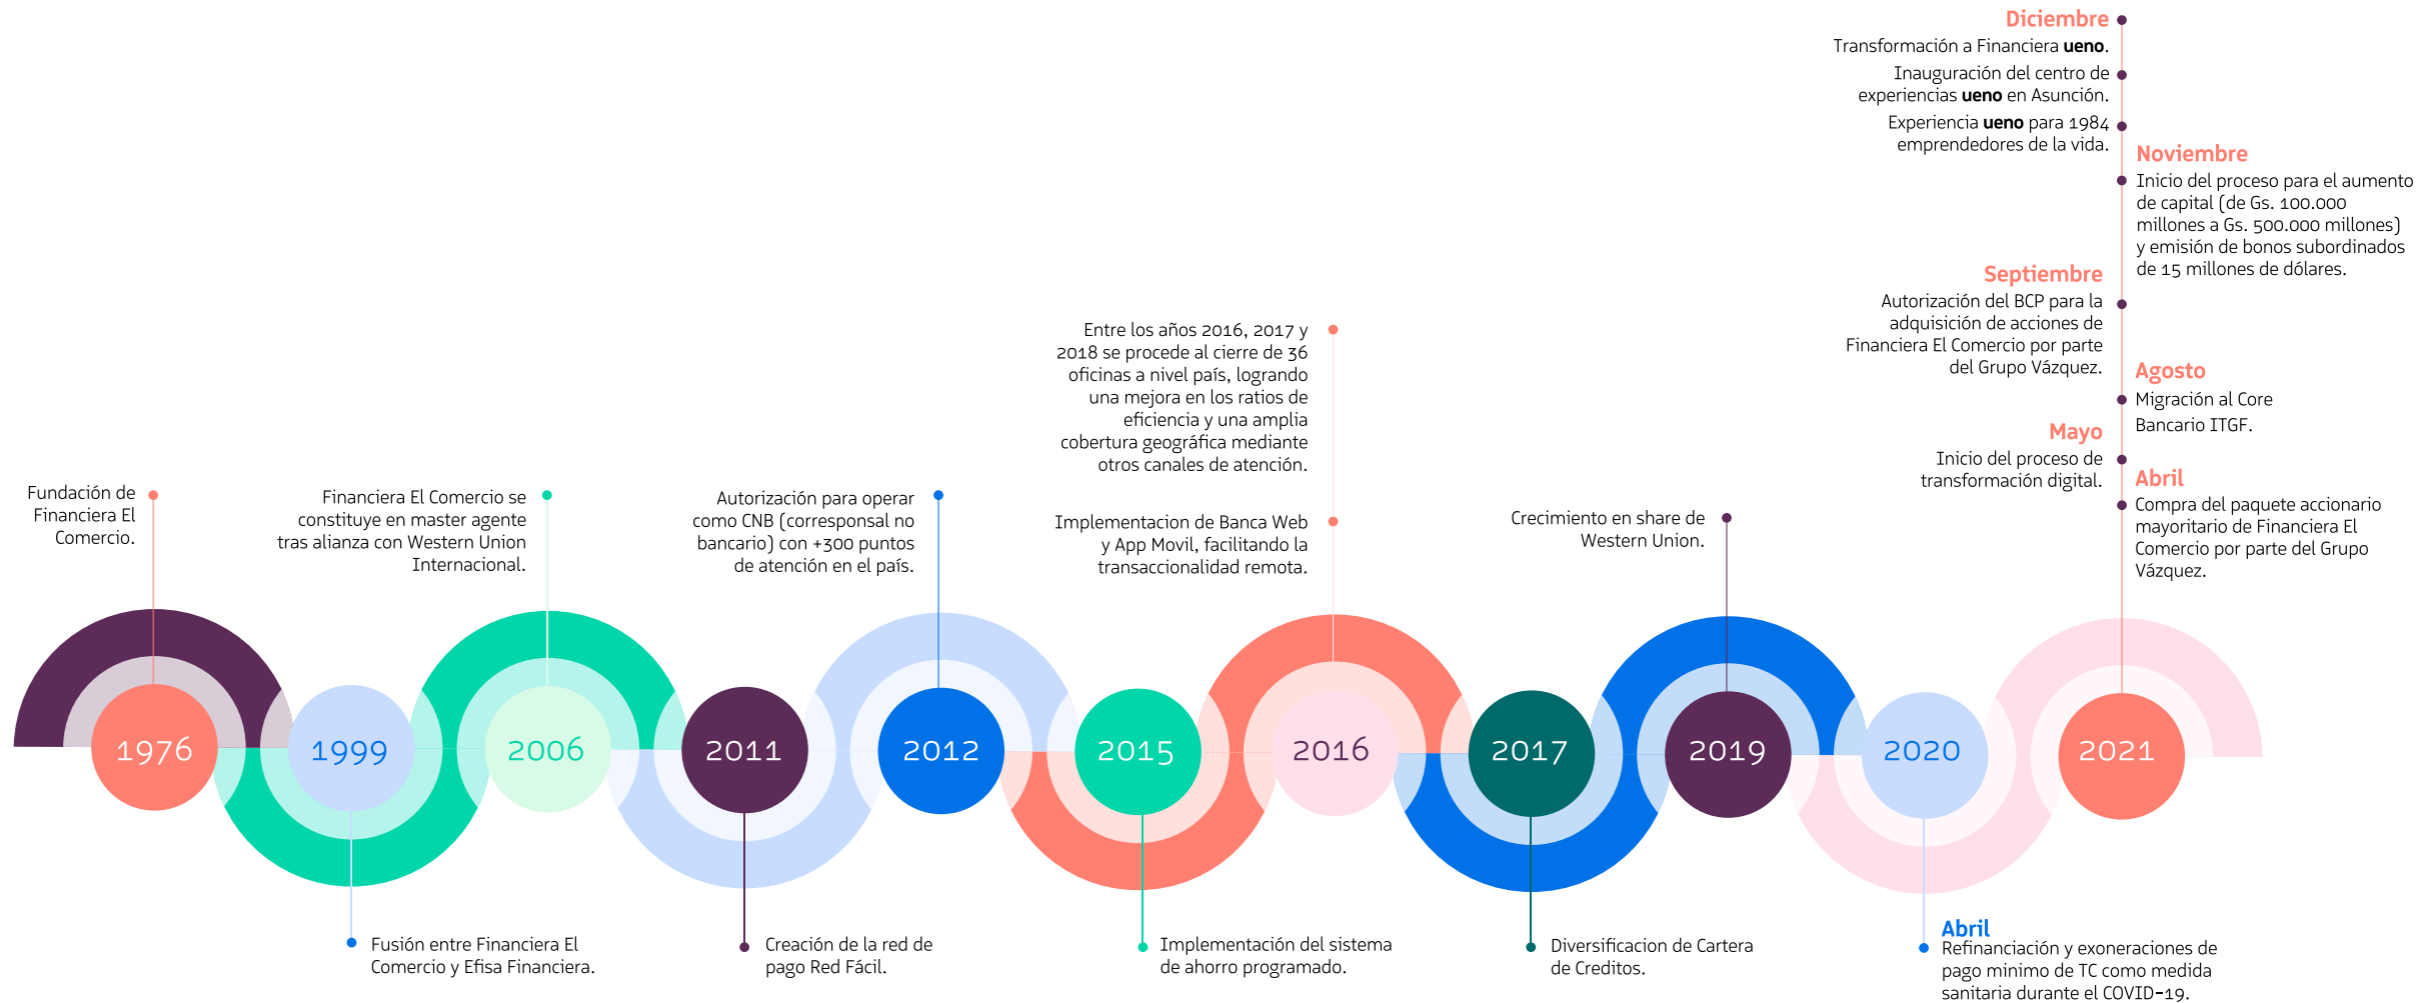 Diciembre
Transformación a Financiera ueno.
Inauguración del centro de
experiencias ueno en Asunción.
Experiencia ueno para 1984
emprendedores de la vida.
Noviembre
Inicio del proceso para el aumento
de capital (de Gs. 100.000
millones a Gs. 500.000 millones)
y emisión de bonos subordinados
de 15 millones de dólares.
Septiembre
Autorización del BCP para la
adquisición de acciones de
Financiera El Comercio por parte
del Grupo Vázquez.
Agosto
Migración al Core
Bancario ITGF.
Mayo
Inicio del proceso de
transformación digital.
Abril
Compra del paquete accionario
mayoritario de Financiera El
Comercio por parte del Grupo
Vázquez.
Fundación de
Financiera El
Comercio.
Financiera El Comercio se
constituye en master agente
tras alianza con Western Union
Internacional.
Autorización para operar
como CNB (corresponsal no
bancario) con +300 puntos
de atención en el país.
Entre los años 2016, 2017 y
2018 se procede al cierre de 36
oficinas a nivel país, logrando
una mejora en los ratios de
eficiencia y una amplia
cobertura geográfica mediante
otros canales de atención.
Implementacion de Banca Web
y App Movil, facilitando la
transaccionalidad remota.
Crecimiento en share de
Western Union.
1976
1999
2006
2011
2012
2015
2016
2017
2019
2020
2021
Fusión entre Financiera El
Comercio y Efisa Financiera.
Creación de la red de
pago Red Fácil.
Implementación del sistema
de ahorro programado.
Diversificacion de Cartera
de Creditos.
Abril
Refinanciación y exoneraciones de
pago minimo de TC como medida
sanitaria durante el COVID-19.